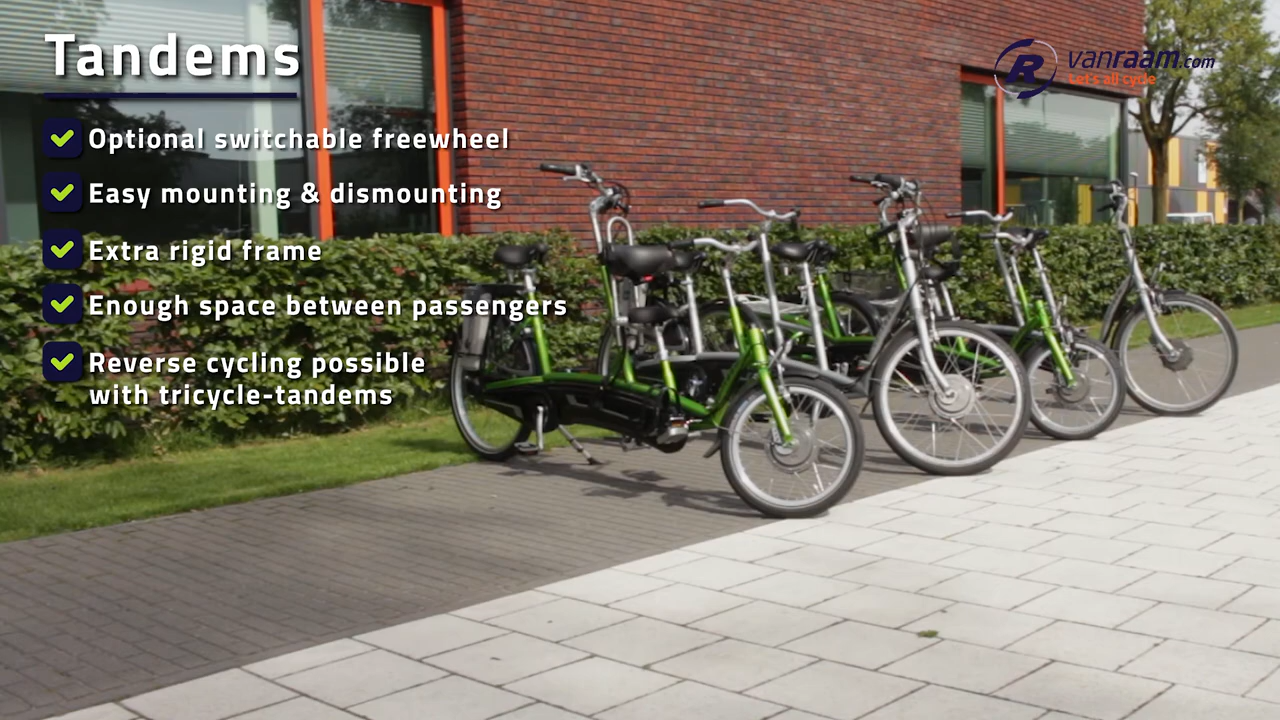 Tandems
Optional switchable freewheel
Easy mounting & dismounting
Extra rigid frame
Enough space between passengers
Reverse cycling possible
with tricycle-tandems
R
vanraam.com
Let's all cycle